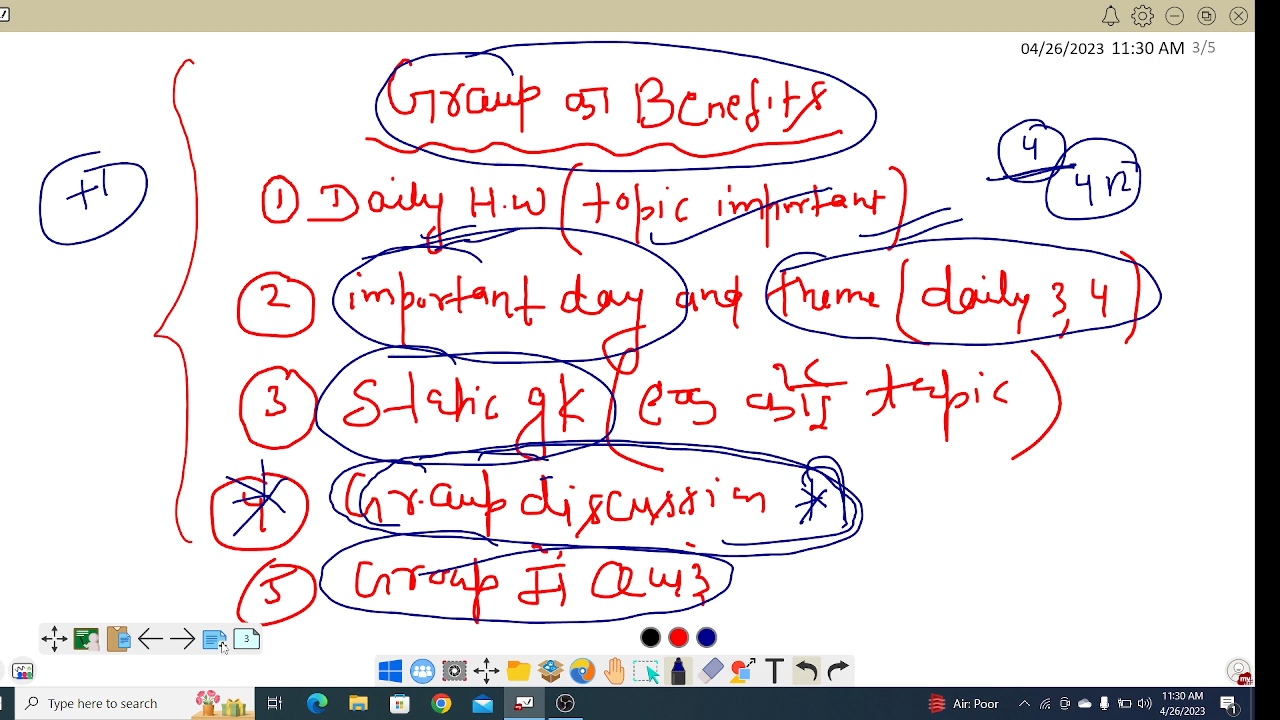 04/26/2023 11:30 AM 3/5
Group का Benefits
4
+1
① Daily H.W (topic important)
② important day and theme (daily 3, 4)
③ Static gk ( topic)
④ Group discussion *
⑤ Group में Quiz
3
Type here to search
Air: Poor
11:30 AM
4/26/2023